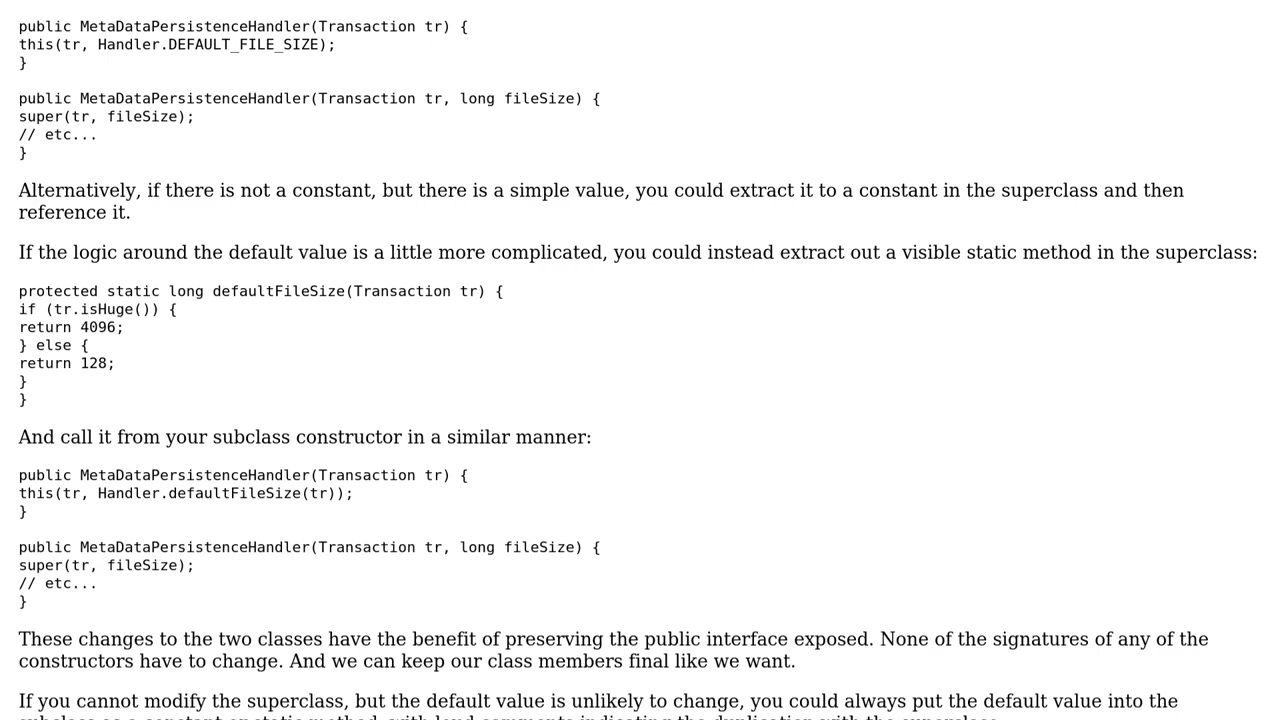 public MetaDataPersistenceHandler(Transaction tr) {
this(tr, Handler.DEFAULT_FILE_SIZE);
}
public MetaDataPersistenceHandler(Transaction tr, long fileSize) {
super(tr, fileSize);
// etc...
}
Alternatively, if there is not a constant, but there is a simple value, you could extract it to a constant in the superclass and then
reference it.
If the logic around the default value is a little more complicated, you could instead extract out a visible static method in the superclass:
protected static long defaultFileSize(Transaction tr) {
if (tr.isHuge()) {
return 4096;
} else {
return 128;
}
}
And call it from your subclass constructor in a similar manner:
public MetaDataPersistenceHandler(Transaction tr) {
this(tr, Handler.defaultFileSize(tr));
}
public MetaDataPersistenceHandler(Transaction tr, long fileSize) {
super(tr, fileSize);
// etc...
}
These changes to the two classes have the benefit of preserving the public interface exposed. None of the signatures of any of the
constructors have to change. And we can keep our class members final like we want.
If you cannot modify the superclass, but the default value is unlikely to change, you could always put the default value into the